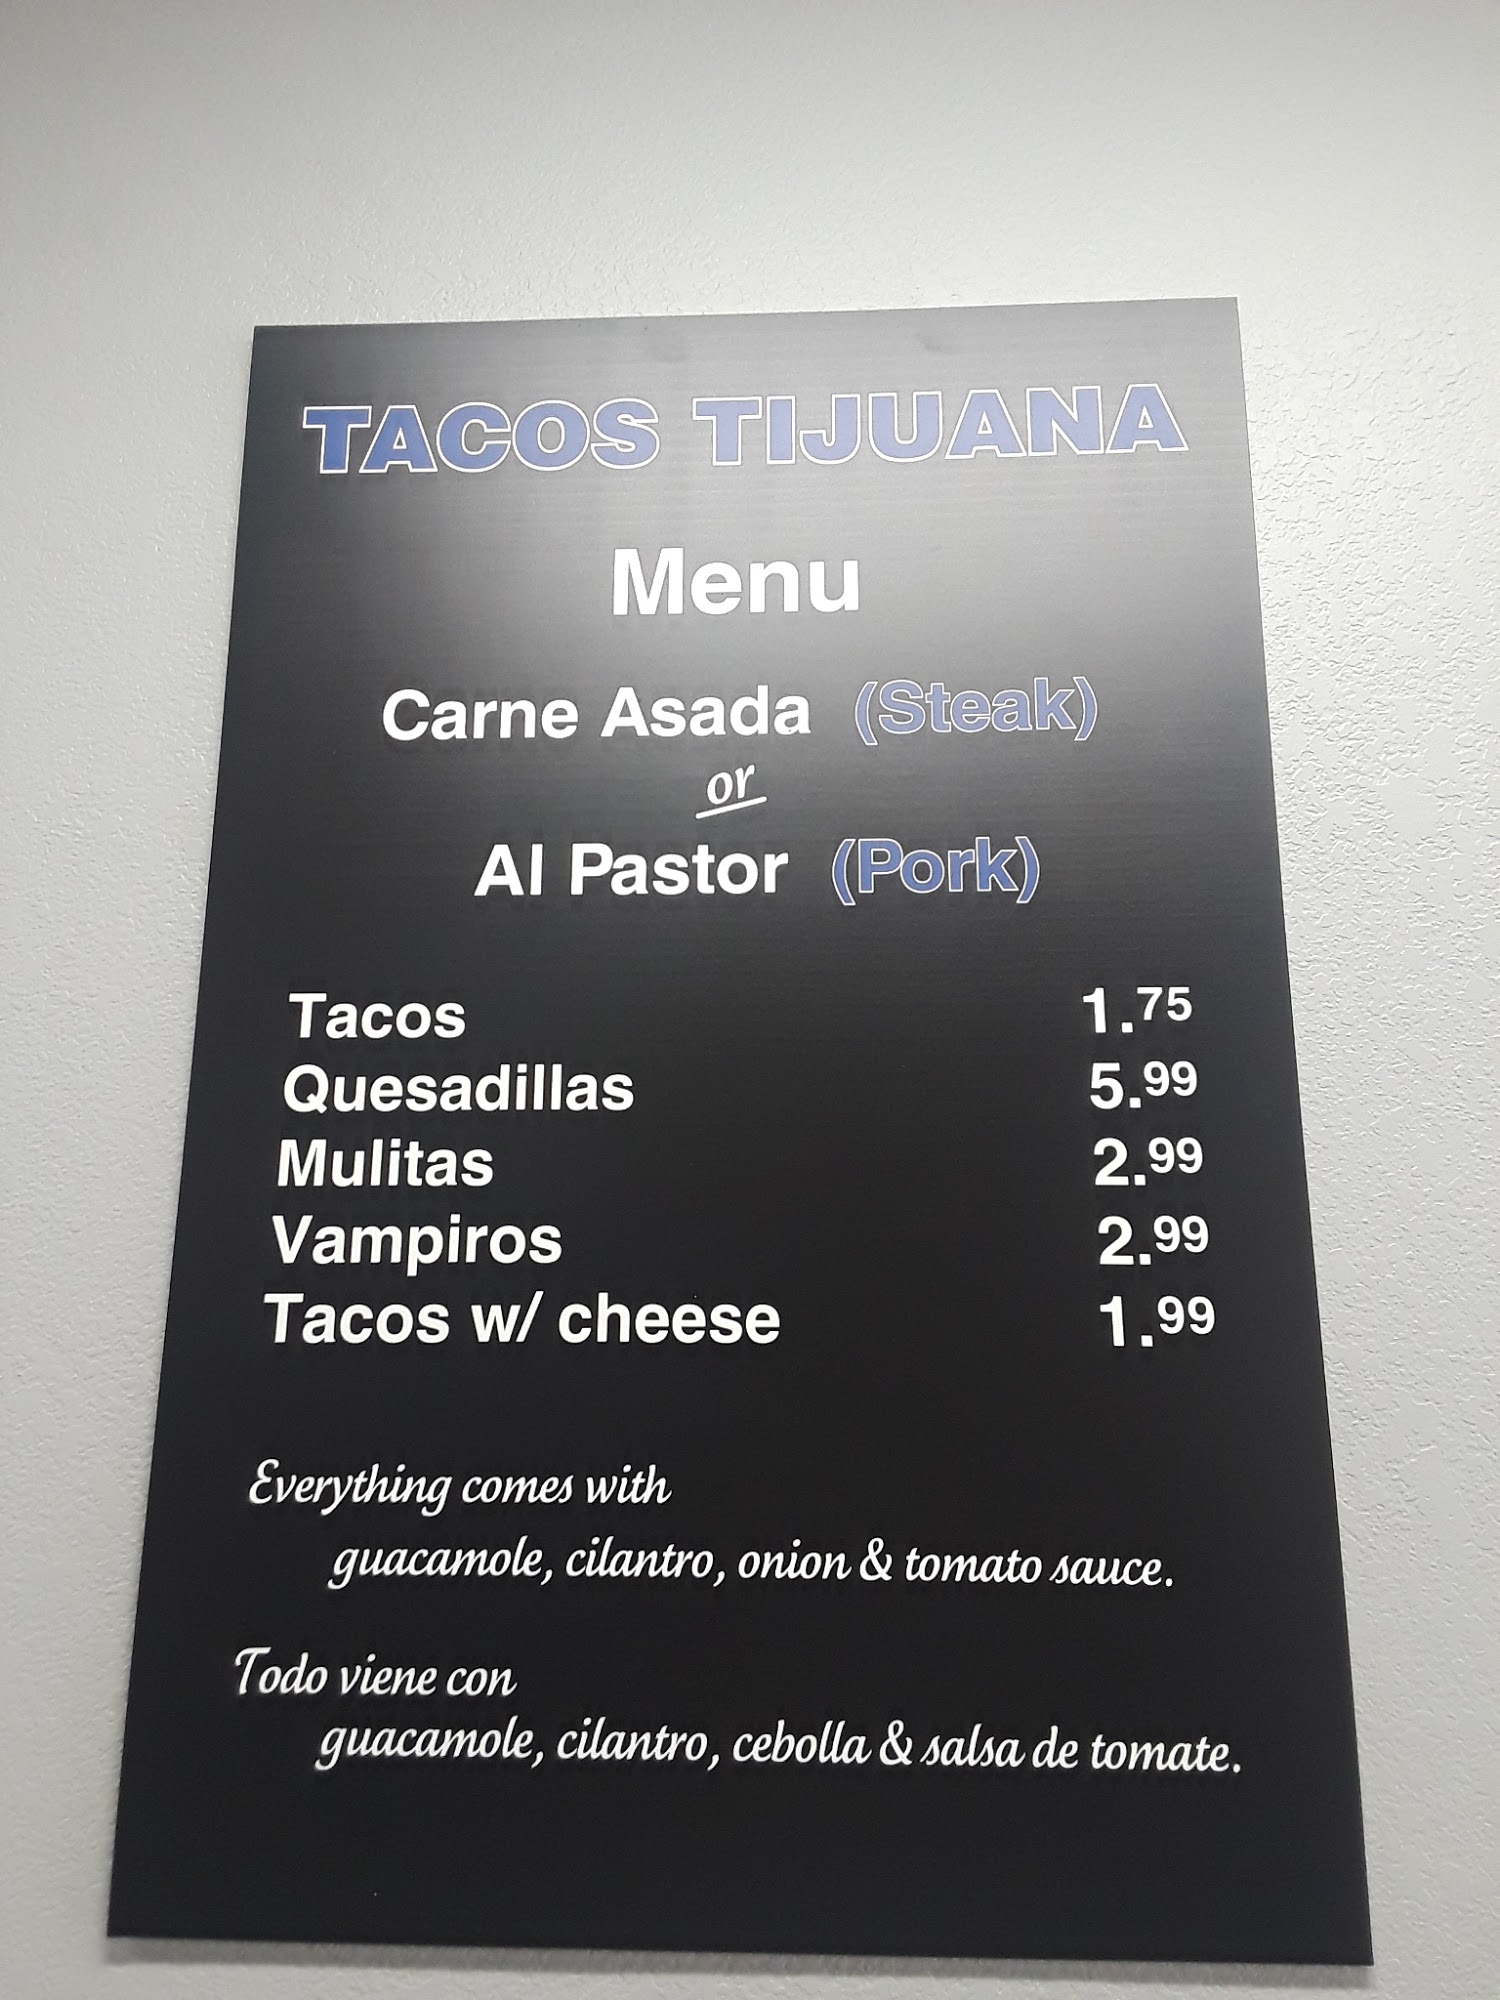 TACOS TIJUANA
Menu
Carne Asada (Steak)
or
Al Pastor (Pork)
Tacos 1.75
Quesadillas 5.99
Mulitas 2.99
Vampiros 2.99
Tacos w/ cheese 1.99
Everything comes with
guacamole, cilantro, onion & tomato sauce.
Todo viene con
guacamole, cilantro, cebolla & salsa de tomate.